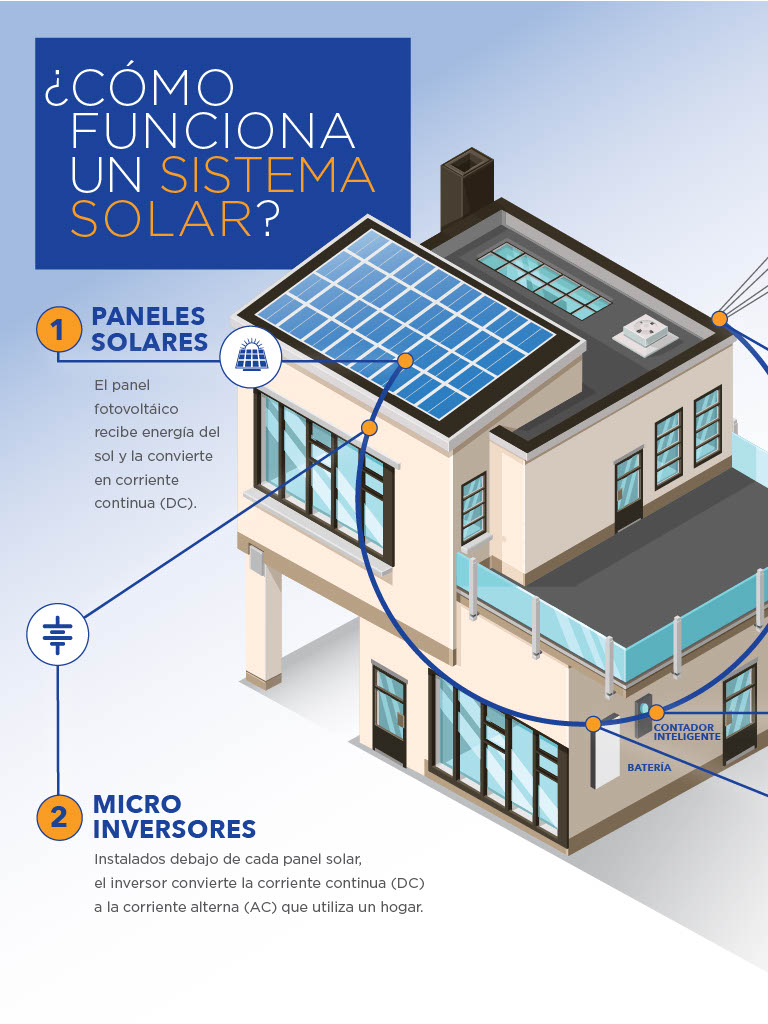 ¿CÓMO
FUNCIONA
UN SISTEMA
SOLAR?
1
PANELES
SOLARES
El panel
fotovoltáico
recibe energía del
sol y la convierte
en corriente
continua (DC).
CONTADOR
INTELIGENTE
BATERÍA
2
MICRO
INVERSORES
Instalados debajo de cada panel solar,
el inversor convierte la corriente continua (DC)
a la corriente alterna (AC) que utiliza un hogar.